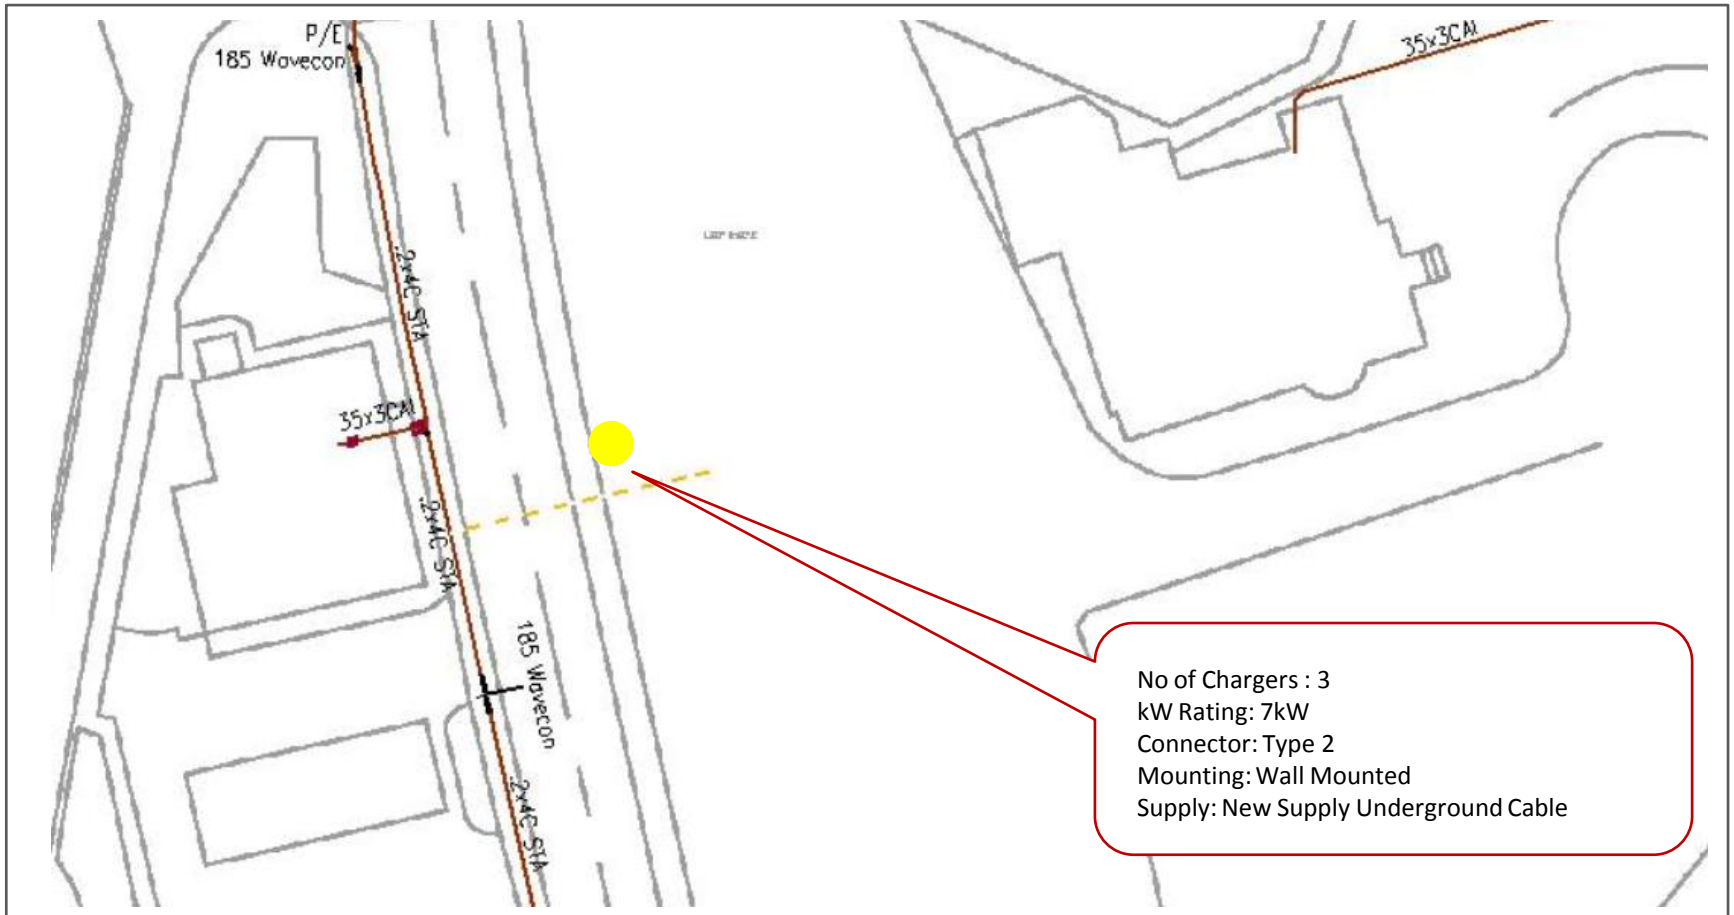 P/E
185 Wavecon
35x3CAl
.2x4C STA
35x3CAl
.2x4C STA
185 Wavecon
.2x4C STA
No of Chargers : 3
kW Rating: 7kW
Connector: Type 2
Mounting: Wall Mounted
Supply: New Supply Underground Cable